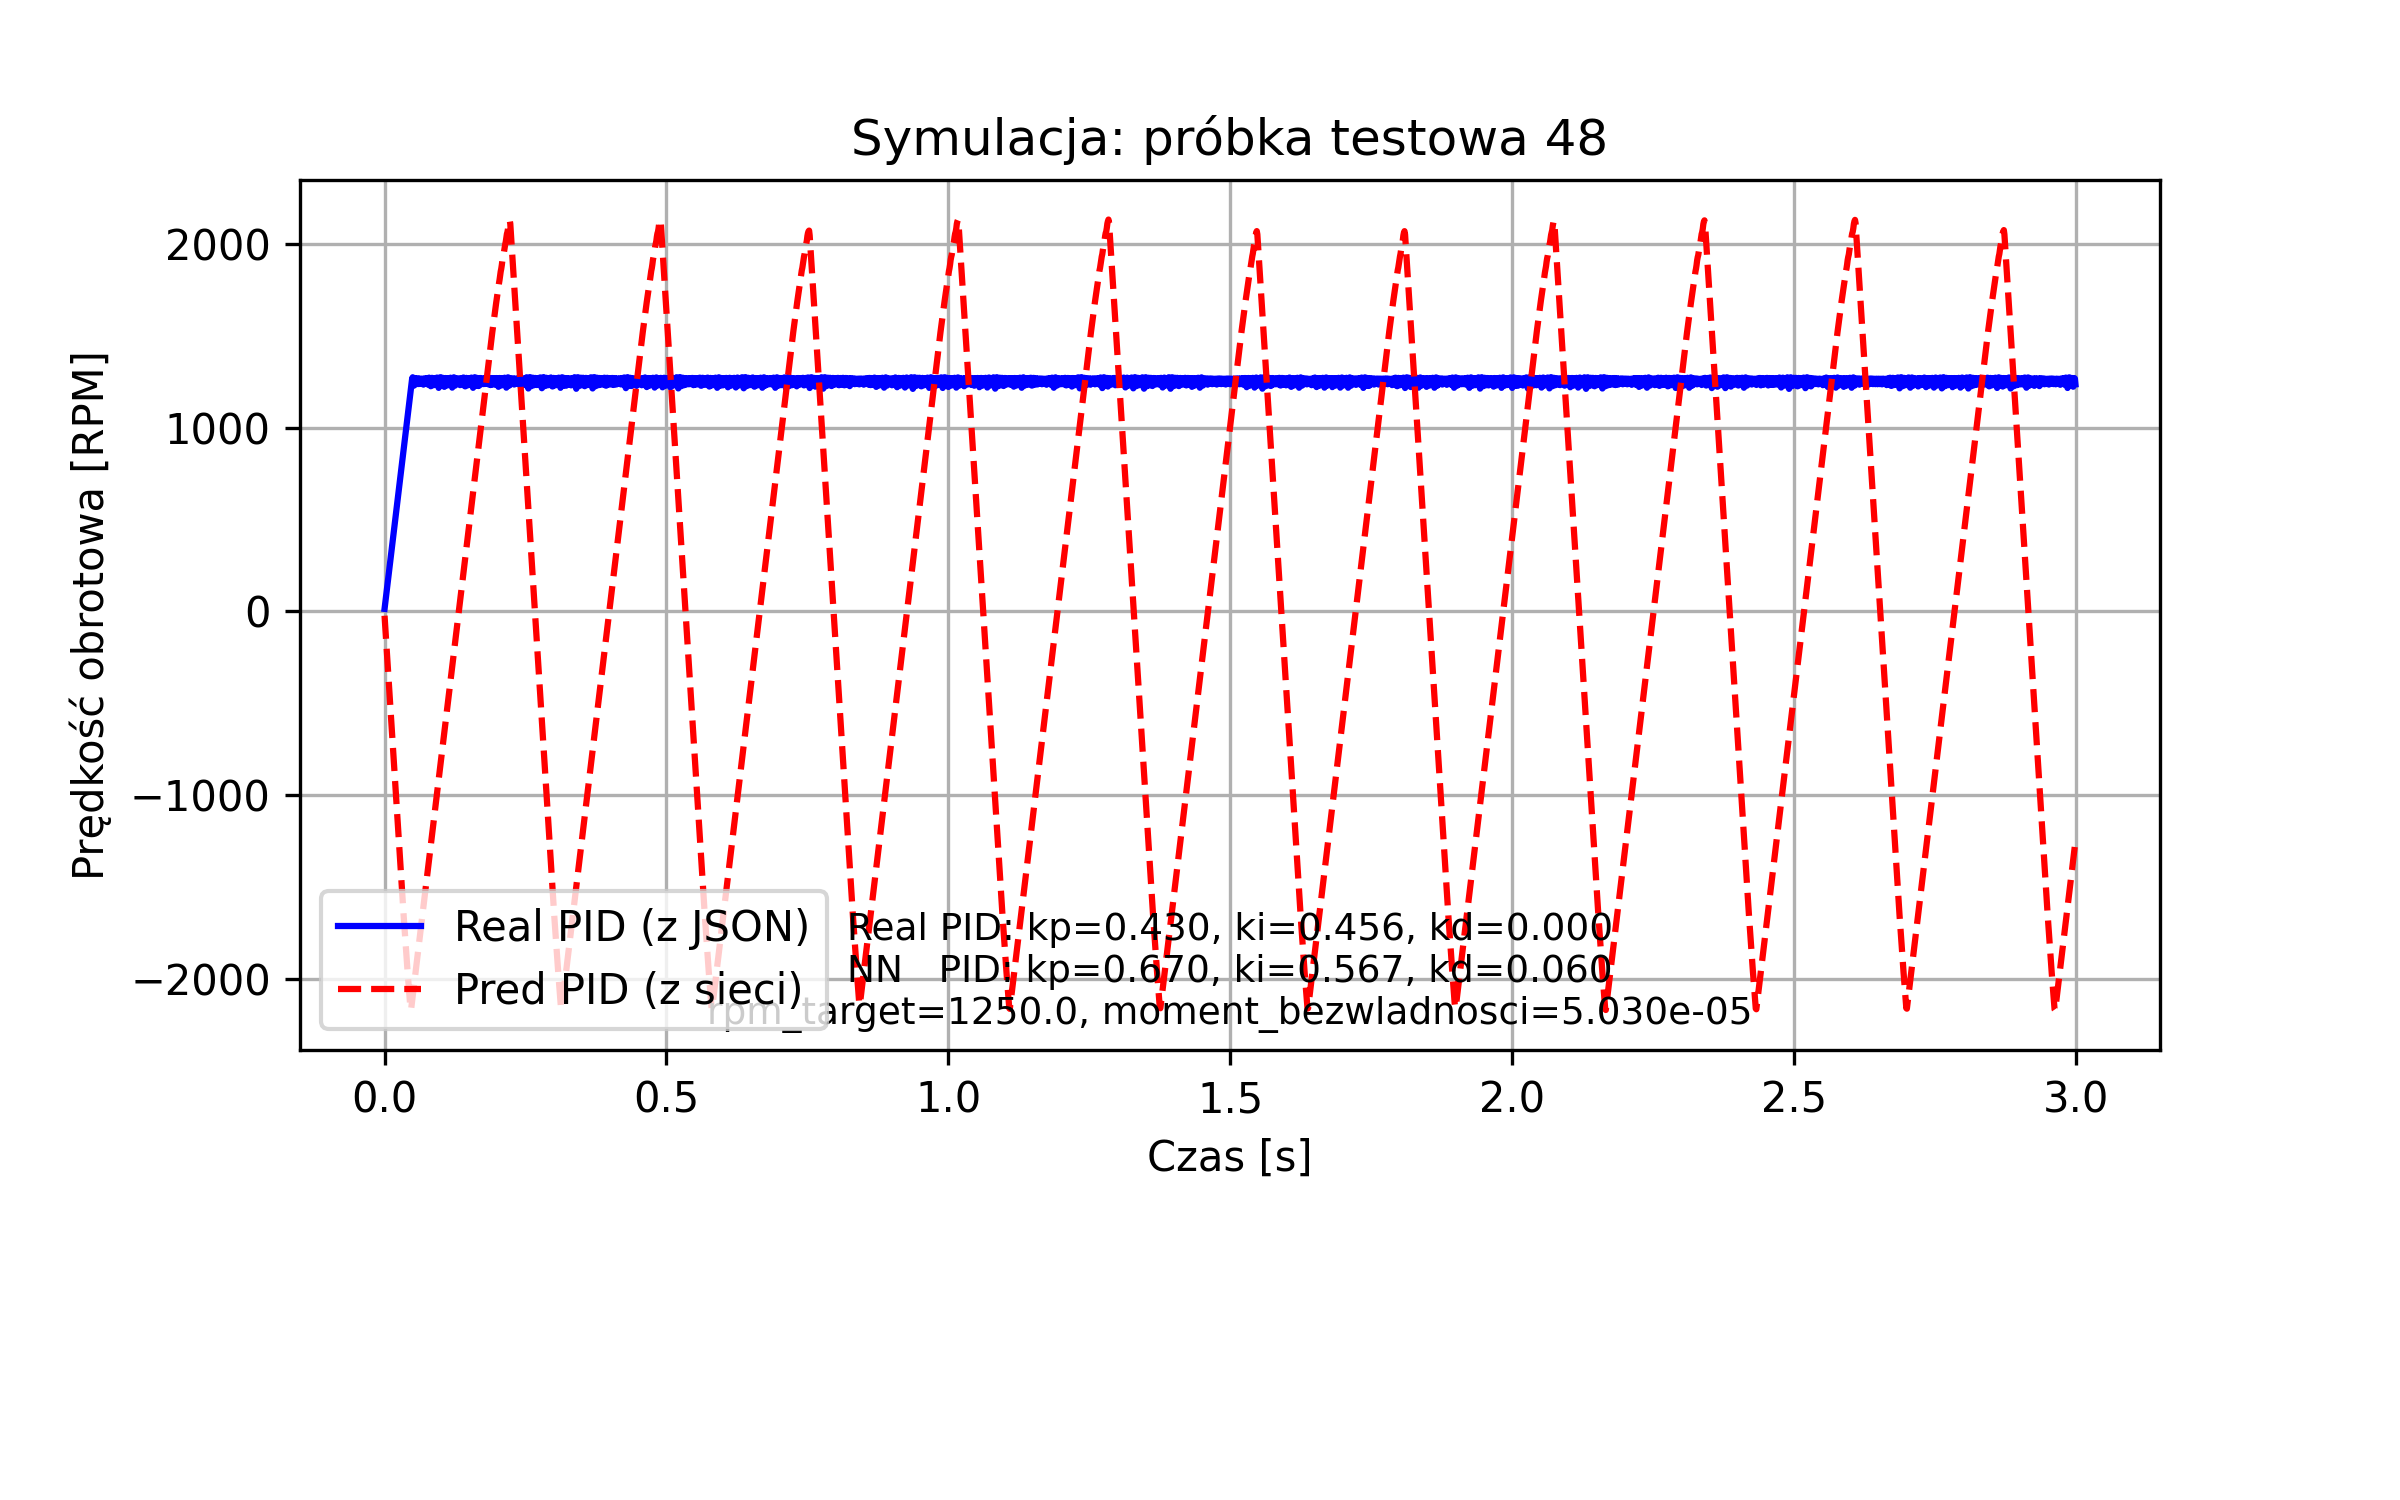 Symulacja: próbka testowa 48
Prędkość obrotowa [RPM]
2000
1000
0
−1000
−2000
Real PID (z JSON)
Pred PID (z sieci)
Real PID: kp=0.430, ki=0.456, kd=0.000
NN   PID: kp=0.670, ki=0.567, kd=0.060
rpm_target=1250.0, moment_bezwladnosci=5.030e-05
0.0 0.5 1.0 1.5 2.0 2.5 3.0
Czas [s]